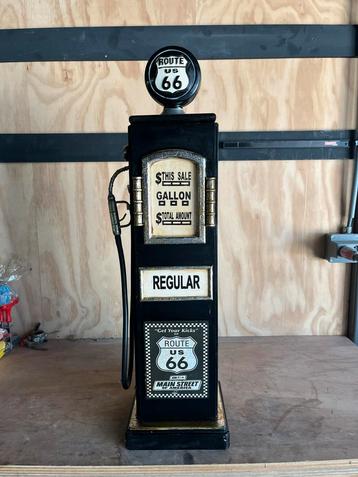 ROUTE
US
66
$THIS SALE
GALLON
$TOTAL AMOUNT
REGULAR
"Get Your Kicks"
ROUTE
US
66
MAIN STREET
OF AMERICA